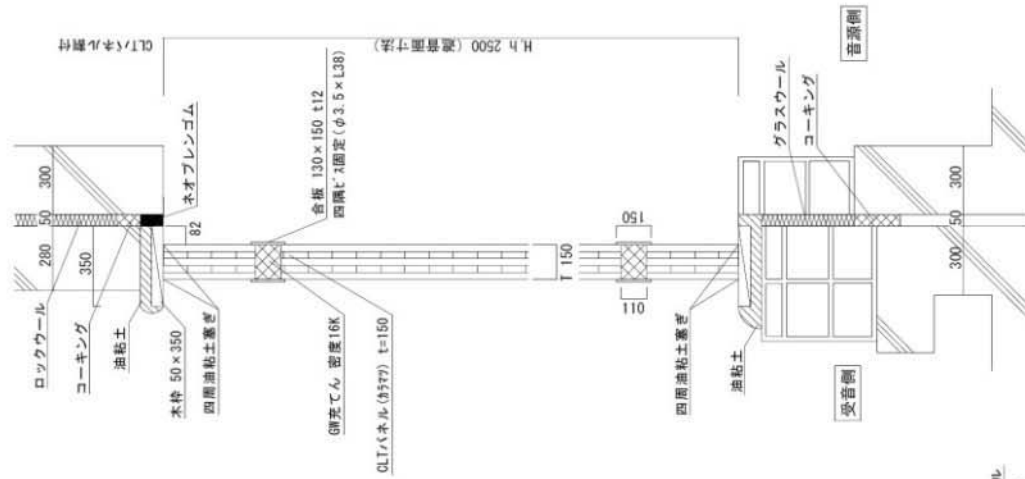 CLTパネル割付
H,h 2500 (遮音面寸法)
音源側
300
50
280
350
ロックウール
コーキング
油粘土
木枠 50×350
四周油粘土塞ぎ
ネオプレンゴム
82
合板 130×150 t12
四隅ビス固定(φ3.5×L38)
GW充てん 密度16K
CLTパネル(カラマツ) t=150
T 150
150
110
四周油粘土塞ぎ
油粘土
受音側
グラスウール
コーキング
300
50
300
ル